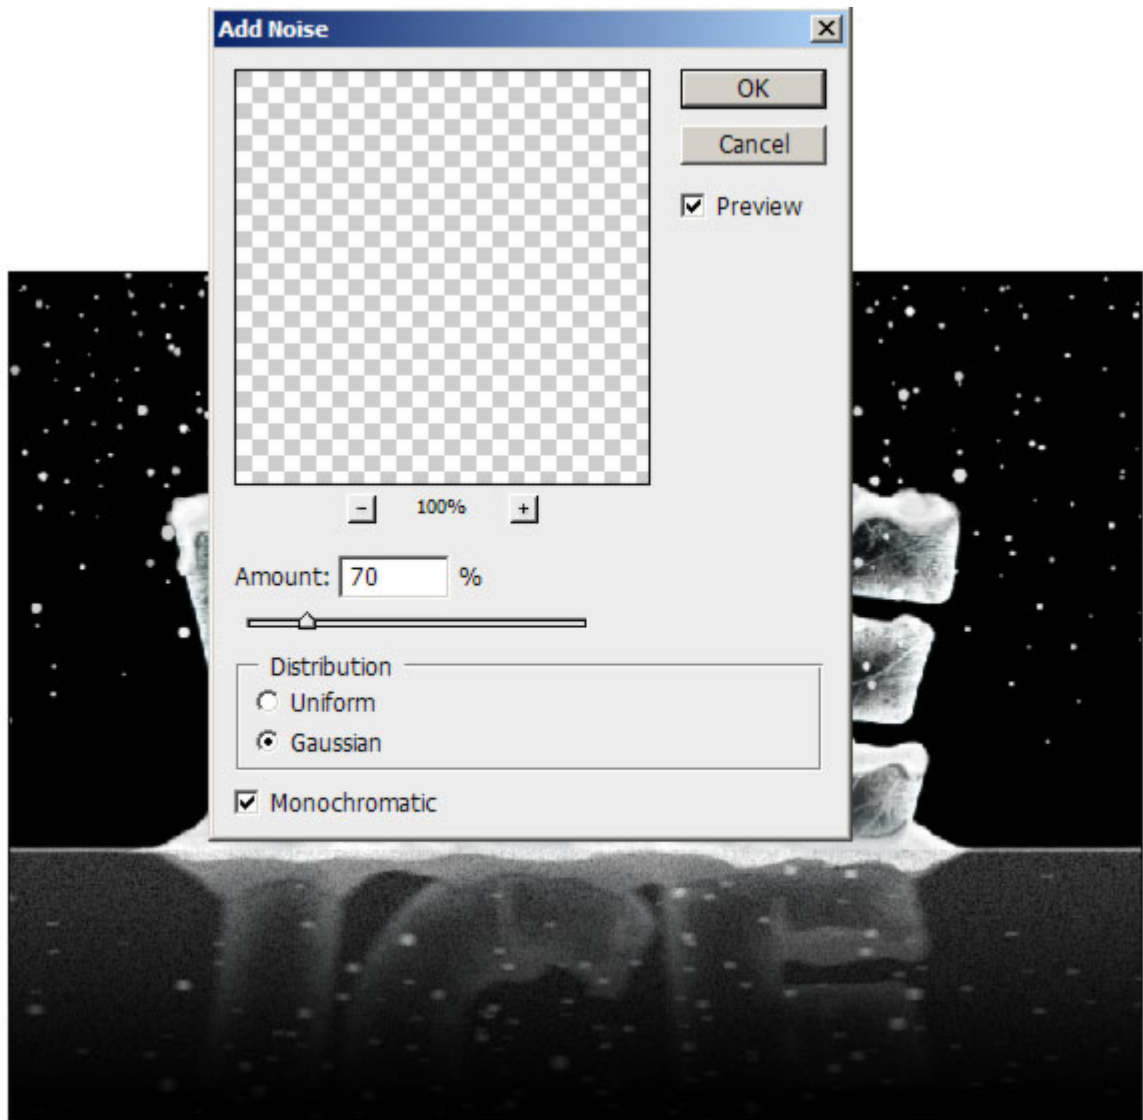 Add Noise
OK
Cancel
Preview
- 100% +
Amount: 70 %
Distribution
Uniform
Gaussian
Monochromatic